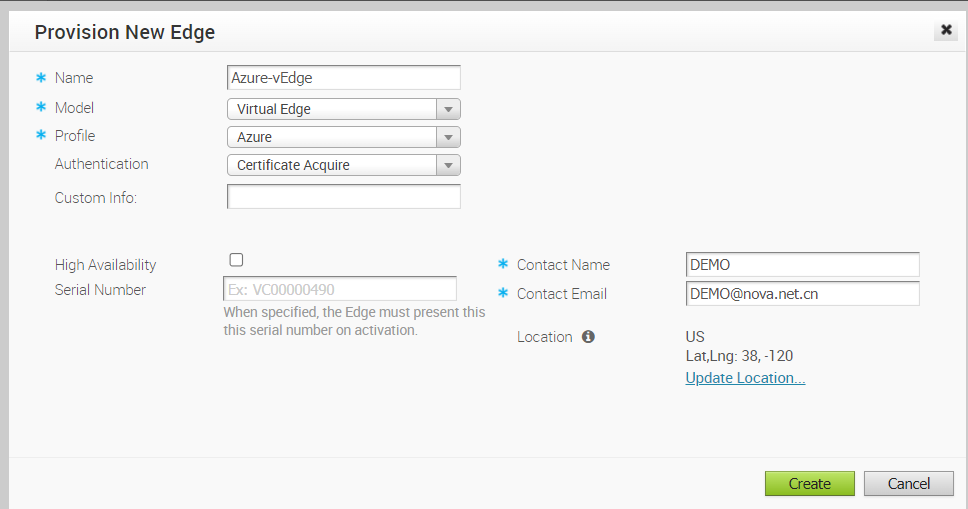 Provision New Edge
* Name Azure-vEdge
* Model Virtual Edge
* Profile Azure
Authentication Certificate Acquire
Custom Info:
High Availability
Serial Number Ex: VC00000490
When specified, the Edge must present this
this serial number on activation.
* Contact Name DEMO
* Contact Email DEMO@nova.net.cn
Location US
Lat,Lng: 38, -120
Update Location...
Create
Cancel